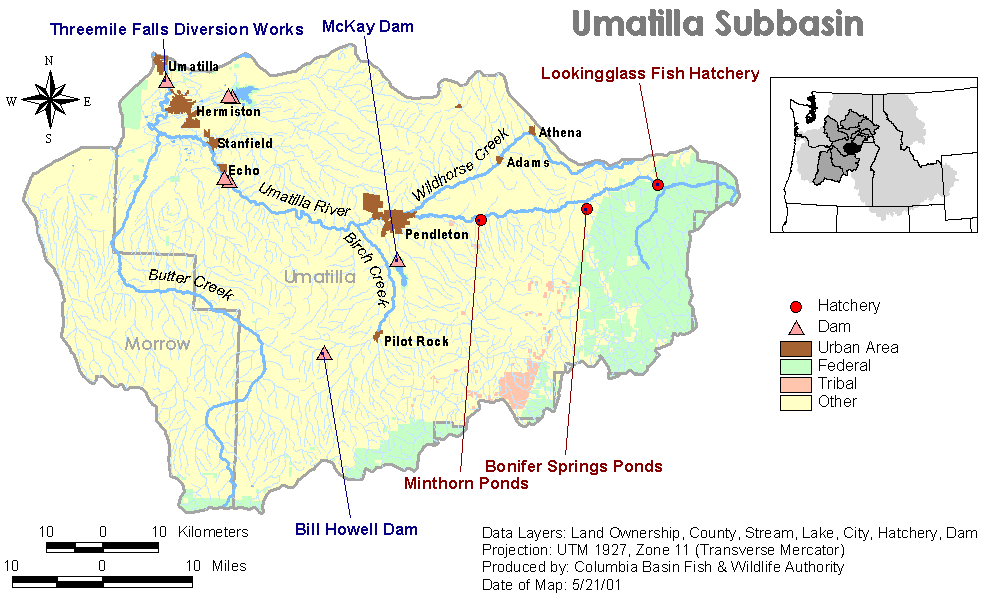 Umatilla Subbasin
Threemile Falls Diversion Works
McKay Dam
Lookingglass Fish Hatchery
N
W
E
S
Umatilla
Hermiston
Stanfield
Echo
Athena
Adams
Wildhorse Creek
Umatilla River
Pendleton
Birch Creek
Umatilla
Butter Creek
Morrow
Pilot Rock
Hatchery
Dam
Urban Area
Federal
Tribal
Other
Bonifer Springs Ponds
Minthorn Ponds
Bill Howell Dam
10 0 10 Kilometers
10 0 10 Miles
Data Layers: Land Ownership, County, Stream, Lake, City, Hatchery, Dam
Projection: UTM 1927, Zone 11 (Transverse Mercator)
Produced by: Columbia Basin Fish & Wildlife Authority
Date of Map: 5/21/01